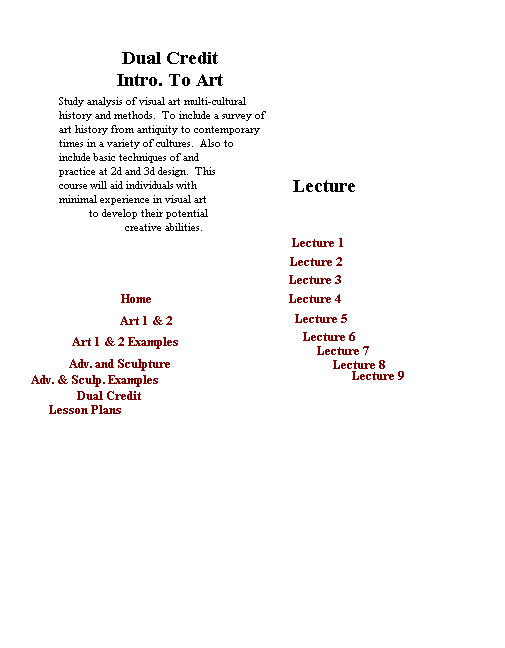 Dual Credit
Intro. To Art
Study analysis of visual art multi-cultural
history and methods.  To include a survey of
art history from antiquity to contemporary
times in a variety of cultures.  Also to
include basic techniques of and
practice at 2d and 3d design.  This
course will aid individuals with
minimal experience in visual art
to develop their potential
creative abilities.
Home
Art 1 & 2
Art 1 & 2 Examples
Adv. and Sculpture
Adv. & Sculp. Examples
Dual Credit
Lesson Plans
Lecture
Lecture 1
Lecture 2
Lecture 3
Lecture 4
Lecture 5
Lecture 6
Lecture 7
Lecture 8
Lecture 9